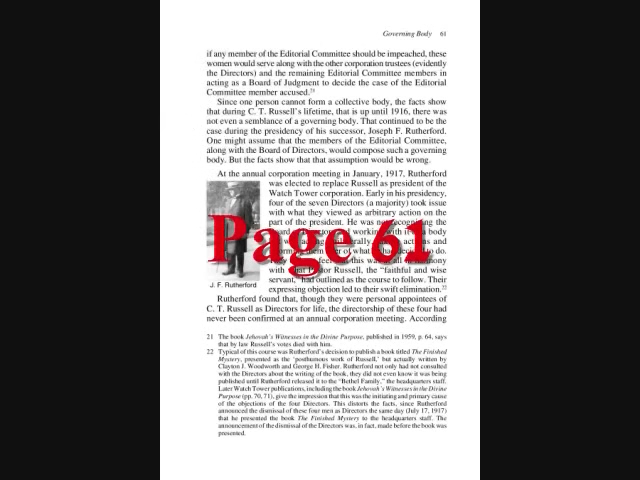 Governing Body 61
if any member of the Editorial Committee should be impeached, these
women would serve along with the other corporation trustees (evidently
the Directors) and the remaining Editorial Committee members in
acting as a Board of Judgment to decide the case of the Editorial
Committee member accused.21
Since one person cannot form a collective body, the facts show
that during C. T. Russell's lifetime, that is up until 1916, there was
not even a semblance of a governing body. That continued to be the
case during the presidency of his successor, Joseph F. Rutherford.
One might assume that the members of the Editorial Committee,
along with the Board of Directors, would compose such a governing
body. But the facts show that that assumption would be wrong.
At the annual corporation meeting in January, 1917, Rutherford
was elected to replace Russell as president of the
Watch Tower corporation. Early in his presidency,
four of the seven Directors (a majority) took issue
with what they viewed as arbitrary action on the
part of the president. He was not recognizing the
working with it body
of what do.
this was harmony
with Russell, the "faithful and wise
servant," had outlined as the course to follow. Their
expressing objection led to their swift elimination.22
Page 61
J. F. Rutherford
Rutherford found that, though they were personal appointees of
C. T. Russell as Directors for life, the directorship of these four had
never been confirmed at an annual corporation meeting. According
21 The book Jehovah's Witnesses in the Divine Purpose, published in 1959, p. 64, says
that by law Russell's votes died with him.
22 Typical of this course was Rutherford's decision to publish a book titled The Finished
Mystery, presented as the 'posthumous work of Russell,' but actually written by
Clayton J. Woodworth and George H. Fisher. Rutherford not only had not consulted
with the Directors about the writing of the book, they did not even know it was being
published until Rutherford released it to the "Bethel Family," the headquarters staff.
Later Watch Tower publications, including the book Jehovah's Witnesses in the Divine
Purpose (pp. 70, 71), give the impression that this was the initiating and primary cause
of the objections of the four Directors. This distorts the facts, since Rutherford
announced the dismissal of these four men as Directors the same day (July 17, 1917)
that he presented the book The Finished Mystery to the headquarters staff. The
announcement of the dismissal of the Directors was, in fact, made before the book was
presented.